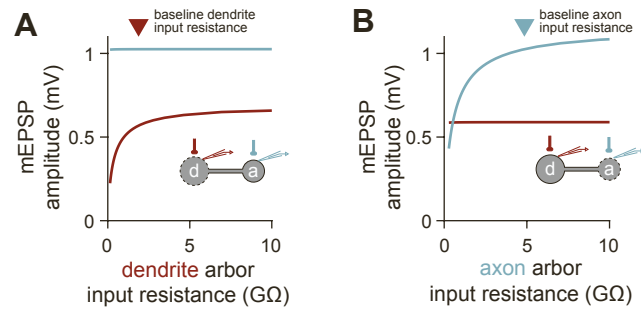 A
baseline dendrite
input resistance
mEPSP
amplitude (mV)
1
0.5
0
d
a
0
5
10
dendrite arbor
input resistance (GΩ)
B
baseline axon
input resistance
mEPSP
amplitude (mV)
1
0.5
0
d
a
0
5
10
axon arbor
input resistance (GΩ)